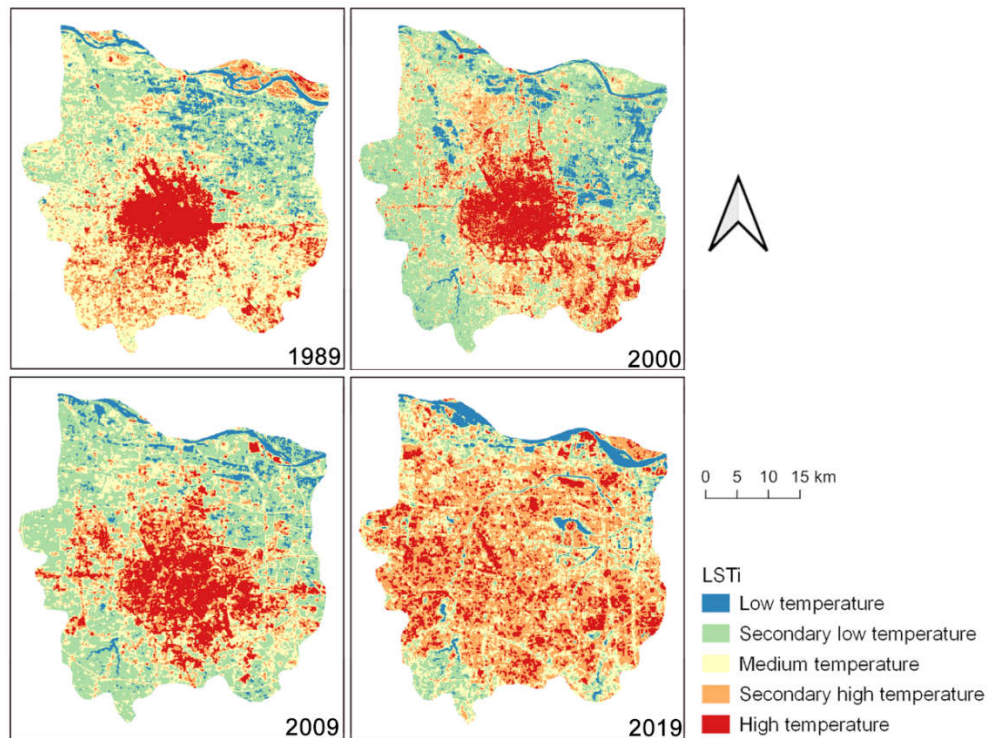 1989
2000
2009
2019
0 5 10 15 km
LSTi
Low temperature
Secondary low temperature
Medium temperature
Secondary high temperature
High temperature